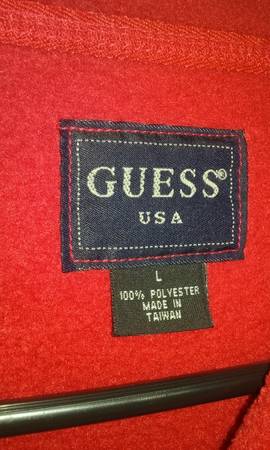 GUESS®
USA
L
100% POLYESTER
MADE IN
TAIWAN